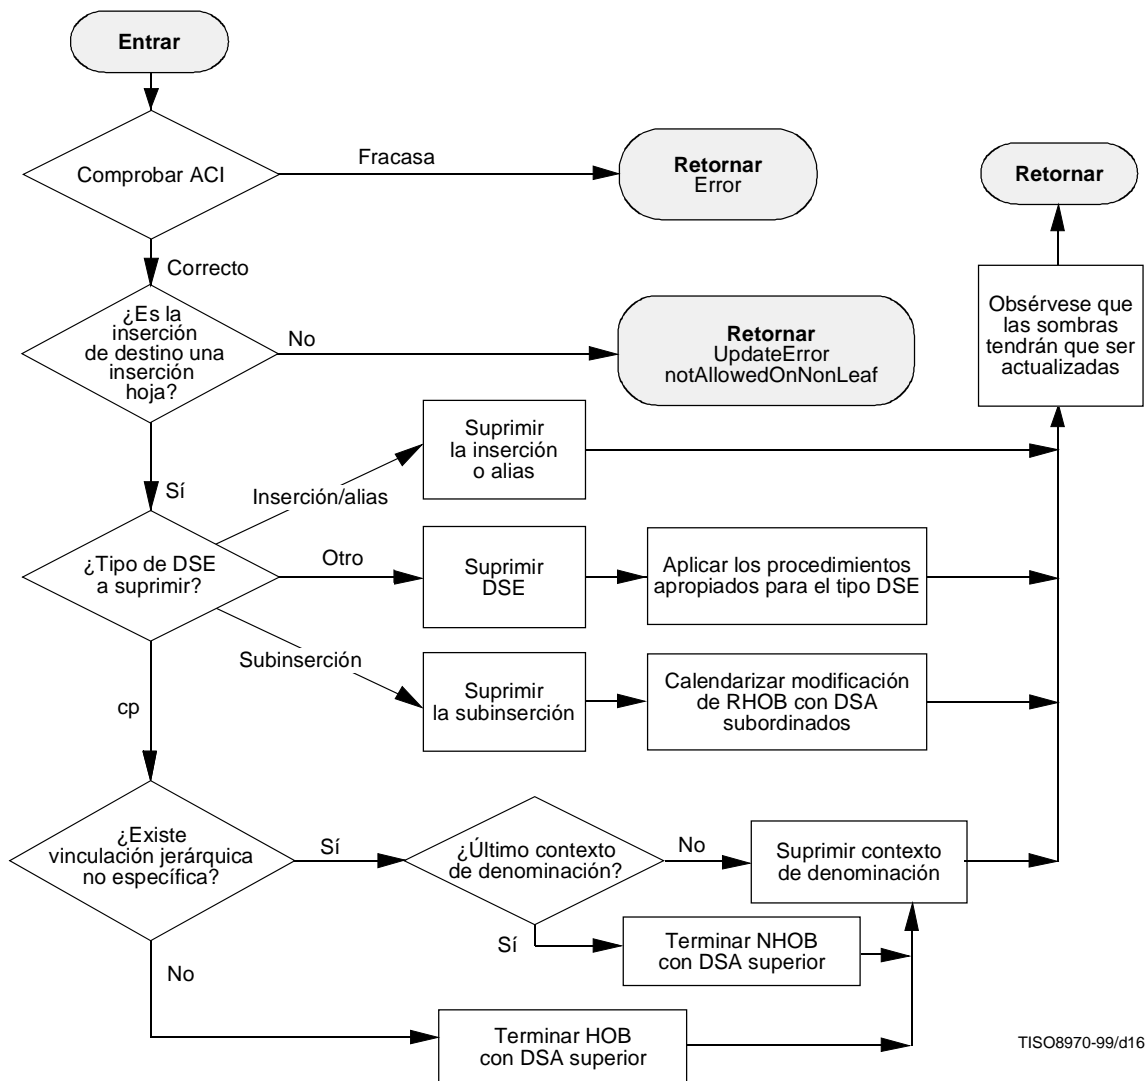 Entrar
Comprobar ACI
Fracasa
Retornar
Error
Retornar
Correcto
¿Es la
inserción
de destino una
inserción
hoja?
No
Retornar
UpdateError
notAllowedOnNonLeaf
Obsérvese que
las sombras
tendrán que ser
actualizadas
Sí
Inserción/alias
Suprimir
la inserción
o alias
¿Tipo de DSE
a suprimir?
Otro
Suprimir
DSE
Aplicar los procedimientos
apropiados para el tipo DSE
Subinserción
Suprimir
la subinserción
Calendarizar modificación
de RHOB con DSA
subordinados
cp
¿Existe
vinculación jerárquica
no específica?
Sí
¿Último contexto
de denominación?
No
Suprimir contexto
de denominación
Sí
Terminar NHOB
con DSA superior
No
Terminar HOB
con DSA superior
TISO8970-99/d16